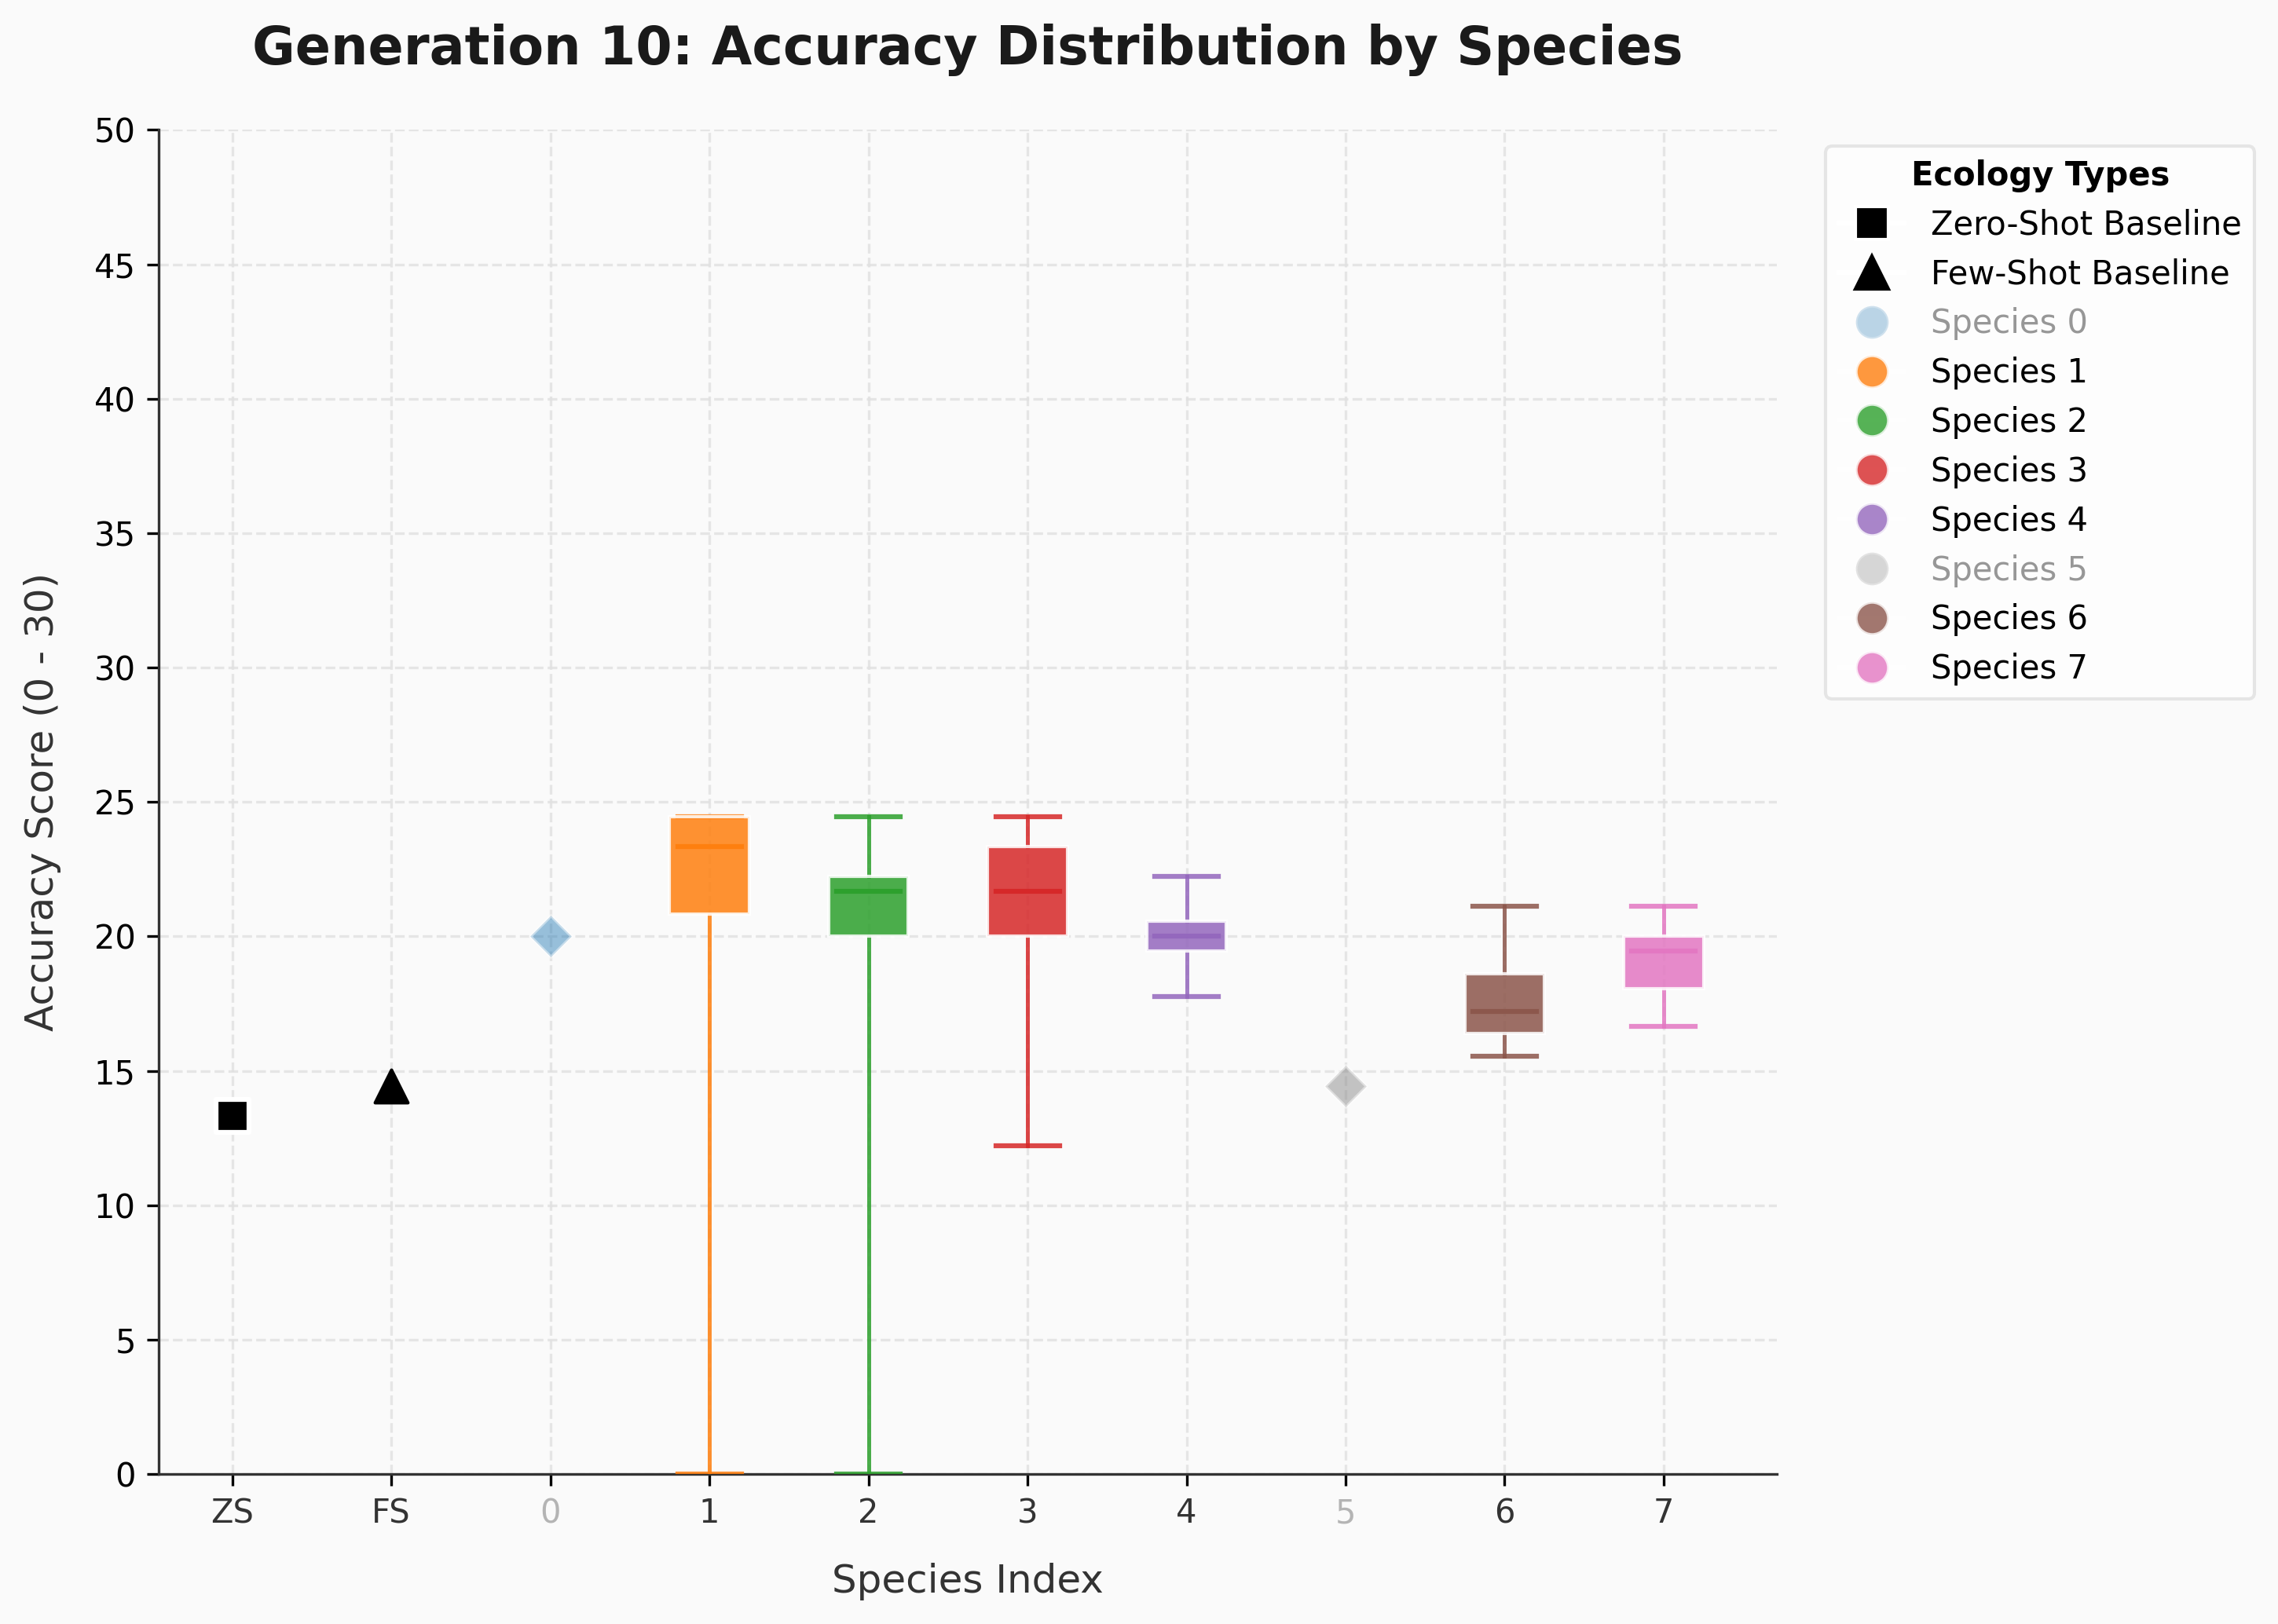 Generation 10: Accuracy Distribution by Species
50
45
40
35
30
25
20
15
10
5
0
Accuracy Score (0 - 30)
ZS
FS
0
1
2
3
4
5
6
7
Species Index
Ecology Types
Zero-Shot Baseline
Few-Shot Baseline
Species 0
Species 1
Species 2
Species 3
Species 4
Species 5
Species 6
Species 7